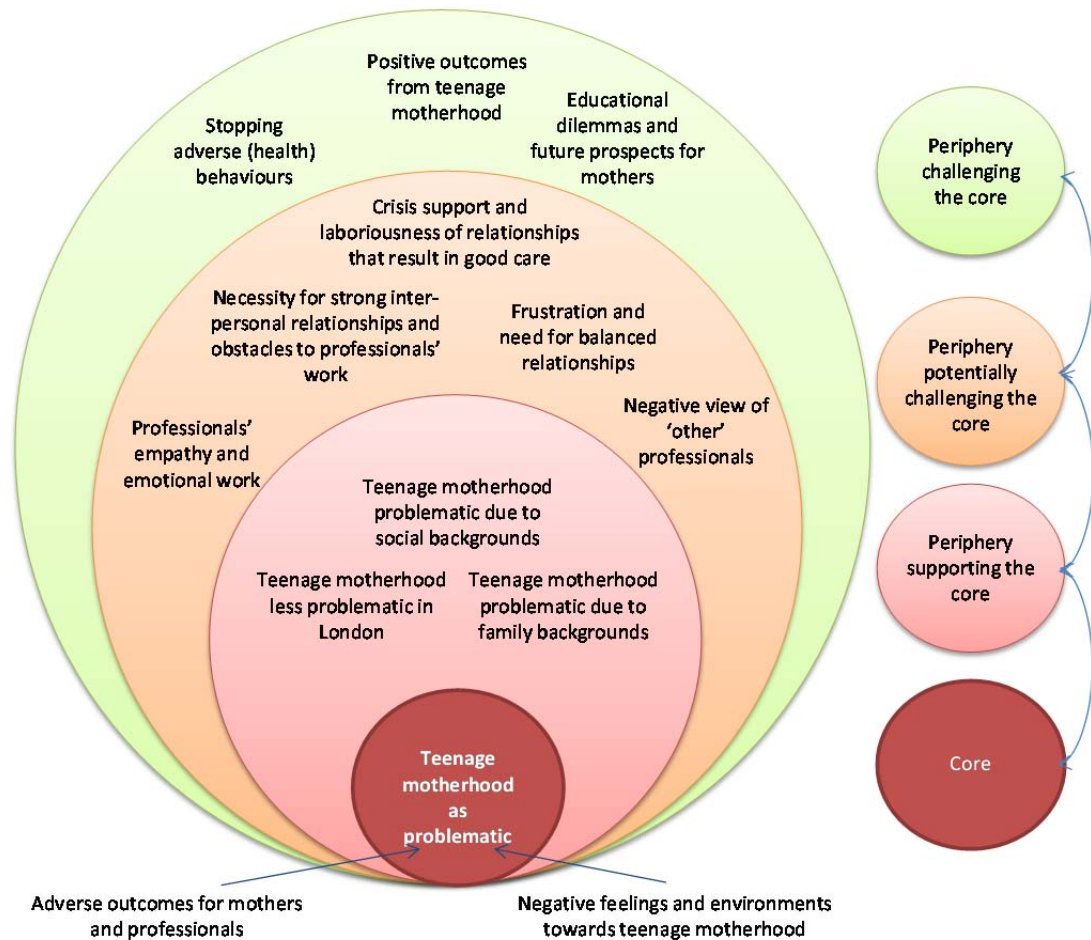 Positive outcomes
from teenage
motherhood
Stopping
adverse (health)
behaviours
Educational
dilemmas and
future prospects for
mothers
Crisis support and
laboriousness of relationships
that result in good care
Necessity for strong inter-
personal relationships and
obstacles to professionals'
work
Frustration and
need for balanced
relationships
Professionals'
empathy and
emotional work
Negative view of
'other'
professionals
Teenage motherhood
problematic due to
social backgrounds
Teenage motherhood
less problematic in
London
Teenage motherhood
problematic due to
family backgrounds
Teenage
motherhood
as
problematic
Adverse outcomes for mothers
and professionals
Negative feelings and environments
towards teenage motherhood
Periphery
challenging
the core
Periphery
potentially
challenging the
core
Periphery
supporting the
core
Core